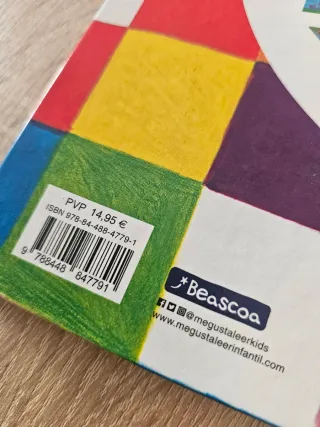 PVP 14,95 €
ISBN 978-84-488-4779-1
9 788448 847791
Beascoa
@megustaleerkids
www.megustaleerinfantil.com